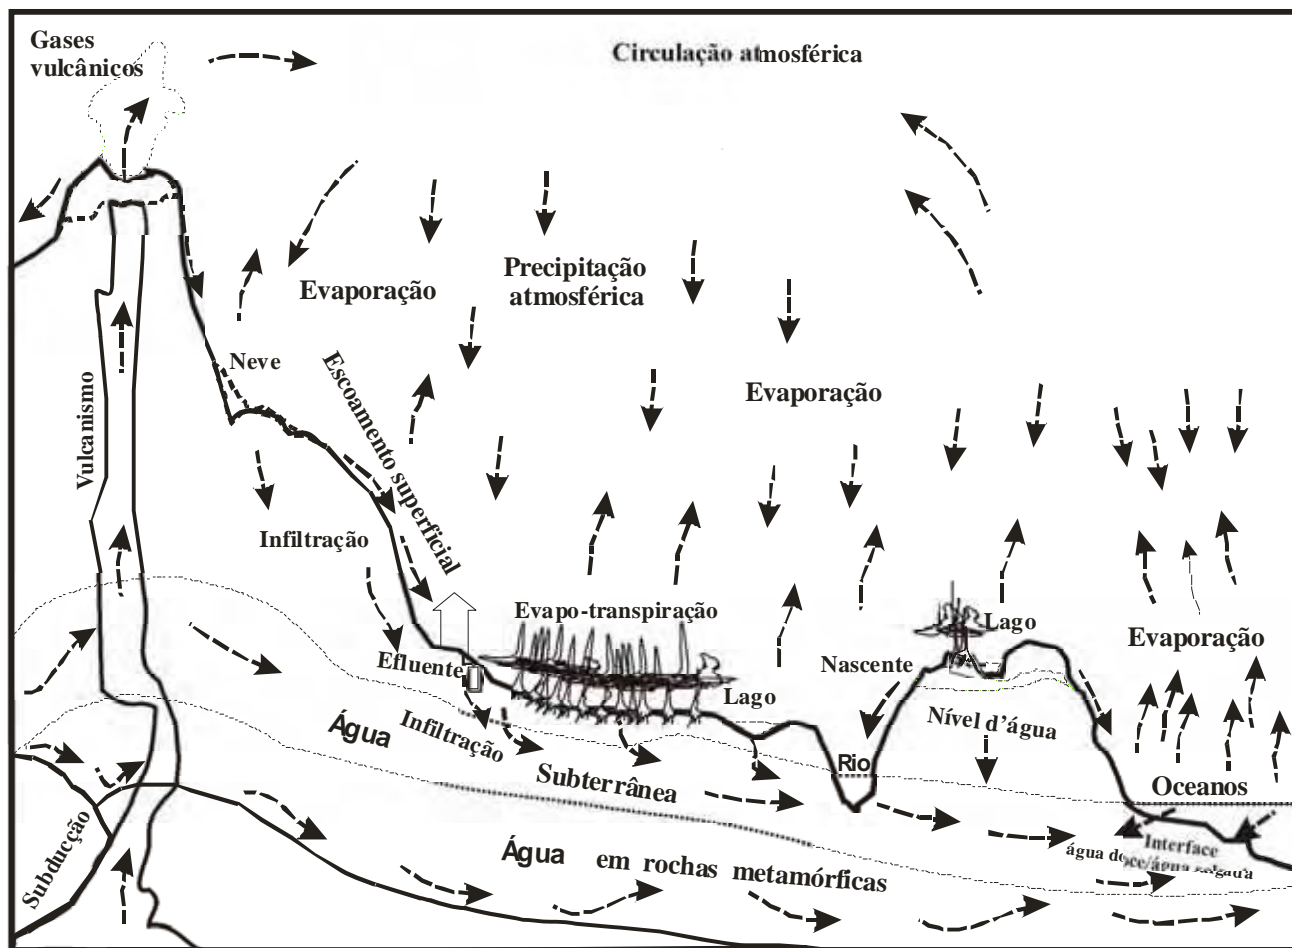 Gases
vulcânicos
Circulação atmosférica
Evaporação
Precipitação
atmosférica
Neve
Escoamento superficial
Evaporação
Vulcanismo
Infiltração
Evapo-transpiração
Lago
Evaporação
Efluente
Nascente
Lago
Infiltração
Nível d'água
Água
Subterrânea
Rio
Oceanos
Subducção
Água em rochas metamórficas
Interface
água